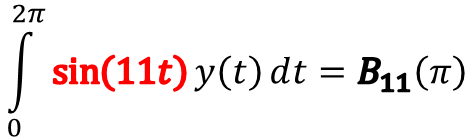 2π
∫ sin(11t) y(t) dt = B₁₁(π)
0